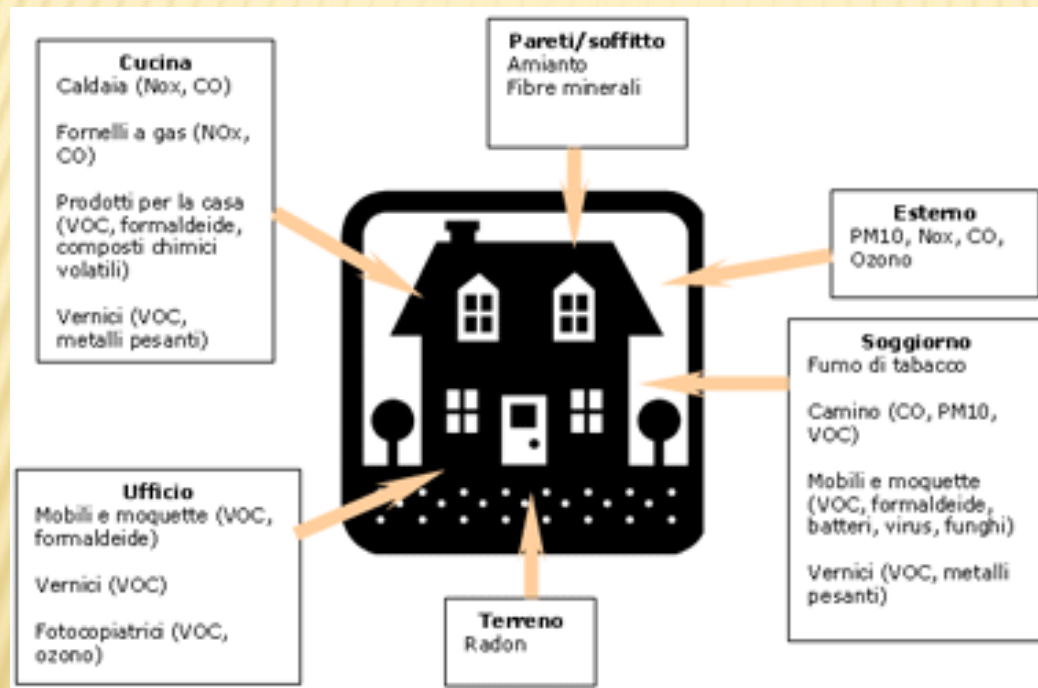 Cucina
Caldaia (Nox, CO)
Fornelli a gas (NOx,
CO)
Prodotti per la casa
(VOC, formaldeide,
composti chimici
volatili)
Vernici (VOC,
metalli pesanti)
Pareti/soffitto
Amianto
Fibre minerali
Esterno
PM10, Nox, CO,
Ozono
Soggiorno
Fumo di tabacco
Camino (CO, PM10,
VOC)
Mobili e moquette
(VOC, formaldeide,
batteri, virus, funghi)
Vernici (VOC, metalli
pesanti)
Ufficio
Mobili e moquette (VOC,
formaldeide)
Vernici (VOC)
Fotocopiatrici (VOC,
ozono)
Terreno
Radon